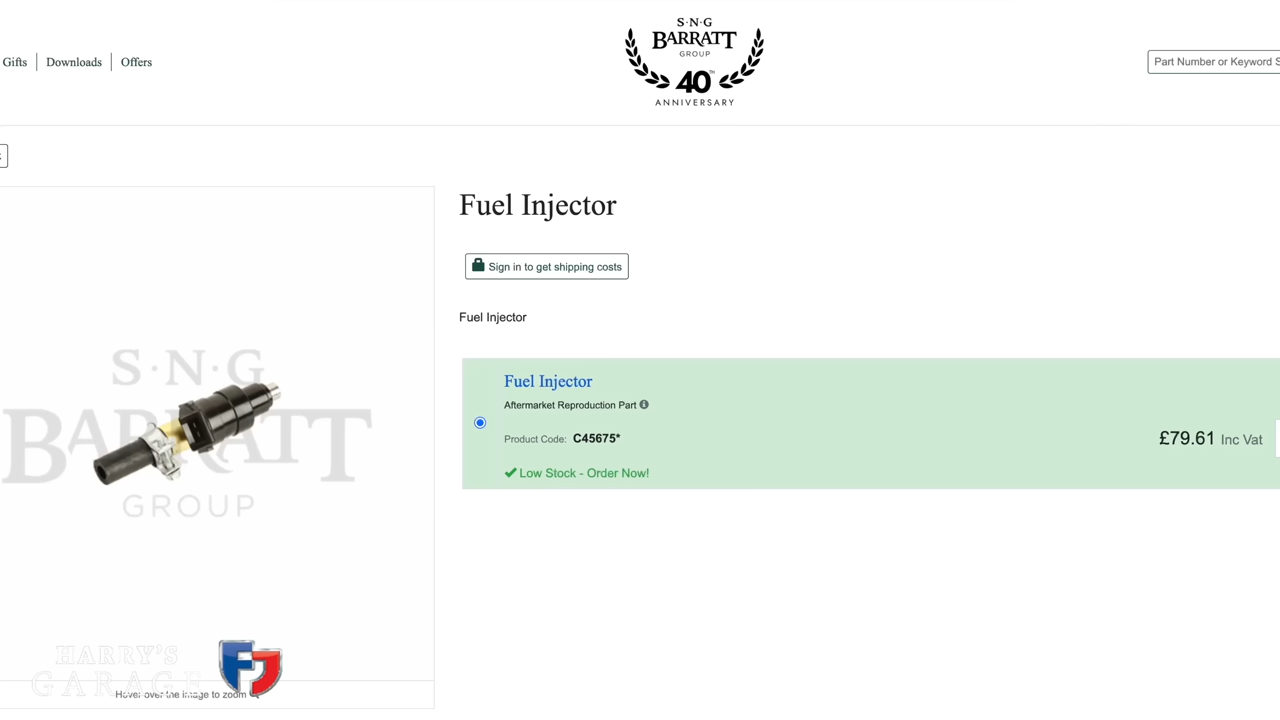 Gifts
Downloads
Offers
S·N·G
BARRATT
GROUP
40
ANNIVERSARY
Part Number or Keyword S
Fuel Injector
Sign in to get shipping costs
Fuel Injector
Fuel Injector
Aftermarket Reproduction Part
Product Code: C45675*
Low Stock - Order Now!
£79.61 Inc Vat
S·N·G
BARRATT
GROUP
HARRY'S
GARAGE
Hover over the image to zoom